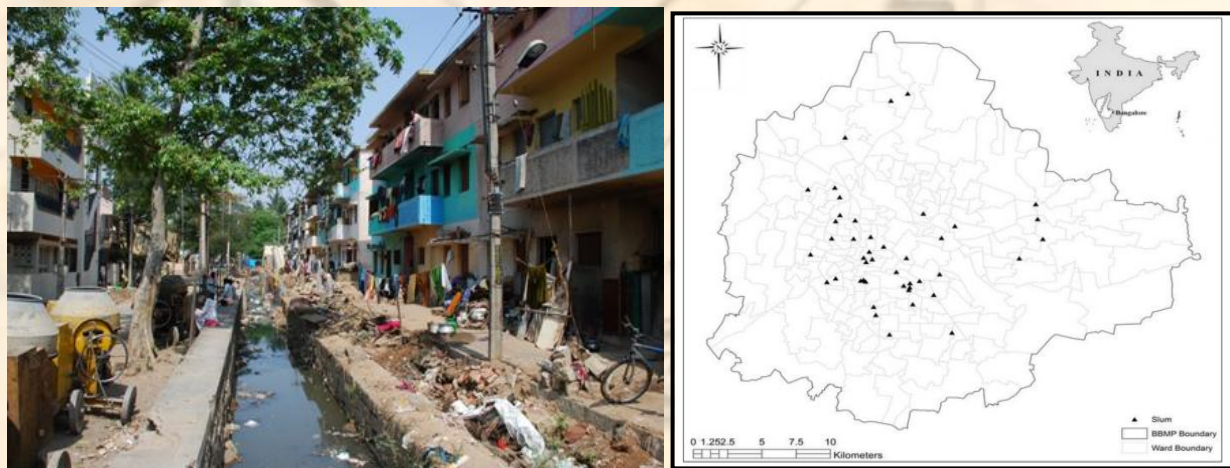 N
INDIA
Bangalore
Slum
BBMP Boundary
Ward Boundary
0 1.252.5 5 7.5 10
Kilometers